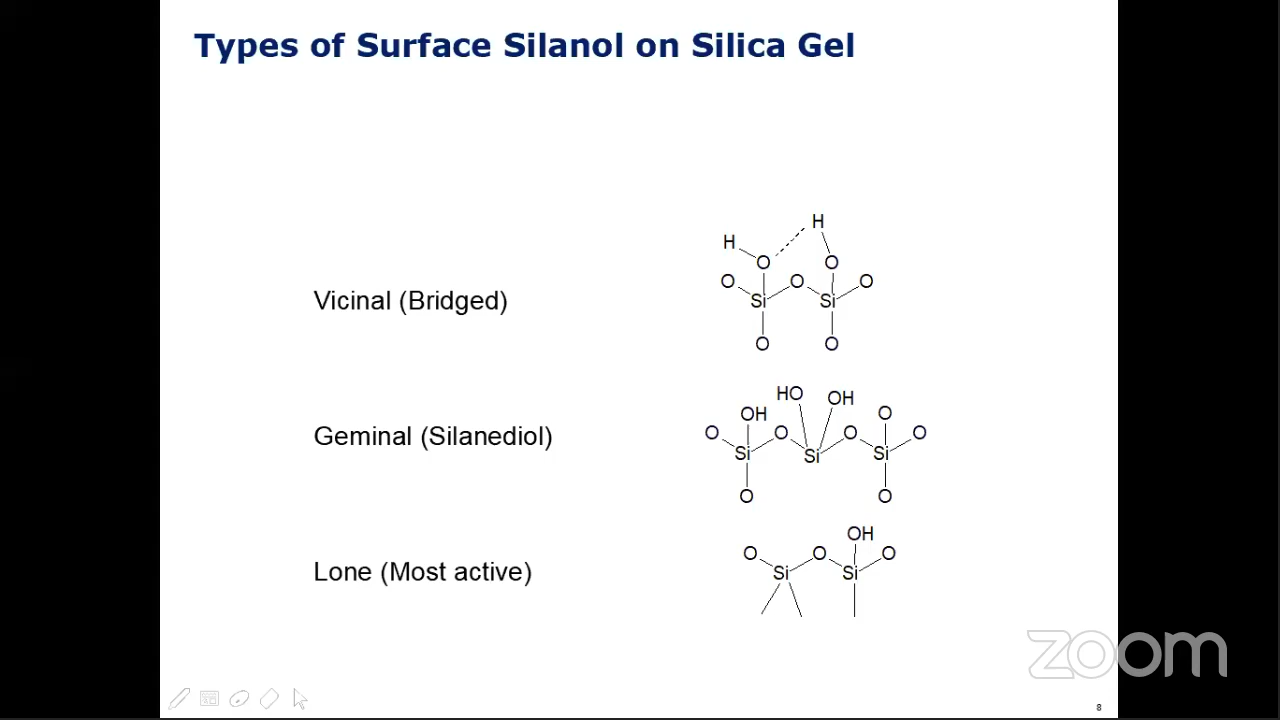 Types of Surface Silanol on Silica Gel
H
H
O
O
O
O
O
Vicinal (Bridged)
Si
Si
O
O
HO
OH
OH
O
O
O
O
O
Geminal (Silanediol)
Si
Si
Si
O
O
OH
O
O
O
Lone (Most active)
Si
Si
zoom
8